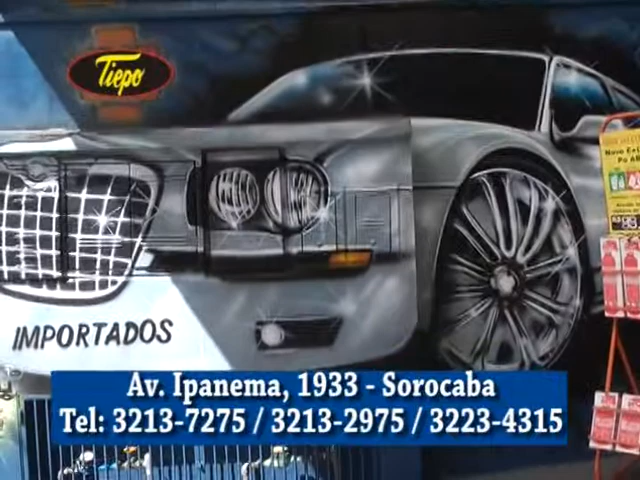 Tiepo
IMPORTADOS
Av. Ipanema, 1933 - Sorocaba
Tel: 3213-7275 / 3213-2975 / 3223-4315